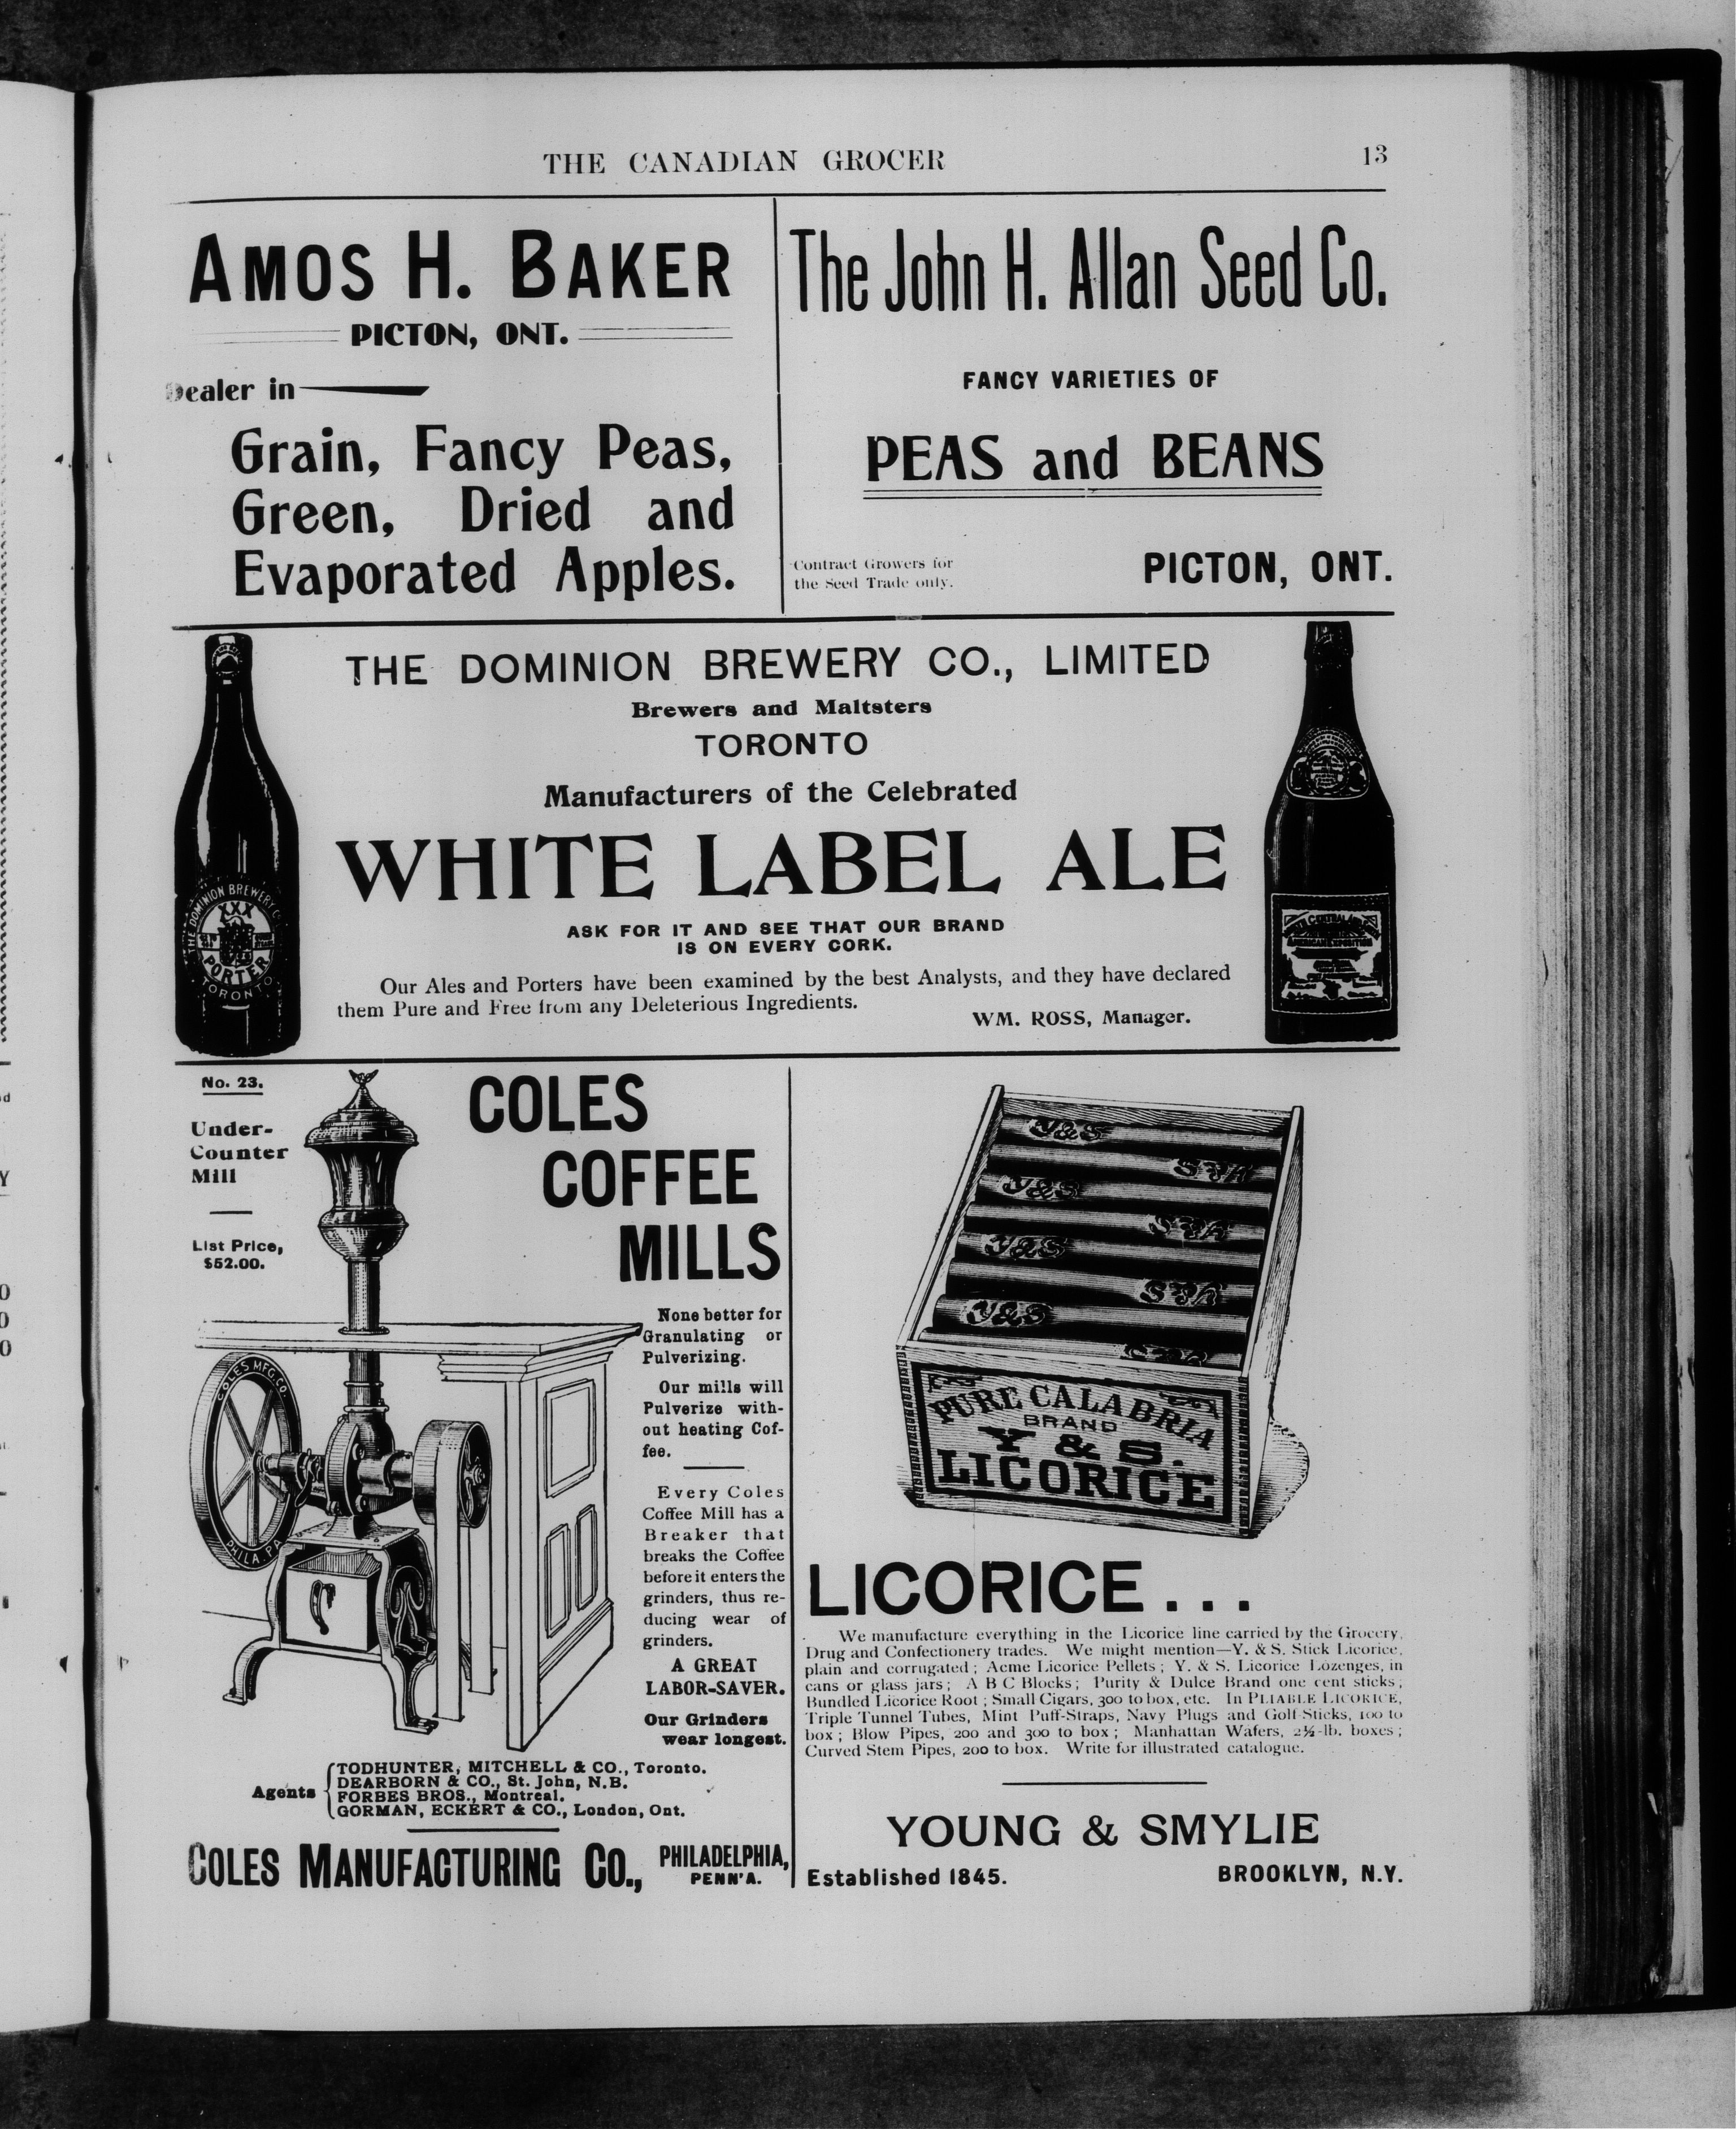 THE CANADIAN GROCER
13
AMOS H. BAKER
PICTON, ONT.
Dealer in
Grain, Fancy Peas,
Green, Dried and
Evaporated Apples.
The John H. Allan Seed Co.
FANCY VARIETIES OF
PEAS and BEANS
Contract Growers for
the Seed Trade only.
PICTON, ONT.
THE DOMINION BREWERY CO., LIMITED
Brewers and Maltsters
TORONTO
Manufacturers of the Celebrated
WHITE LABEL ALE
ASK FOR IT AND SEE THAT OUR BRAND
IS ON EVERY CORK.
Our Ales and Porters have been examined by the best Analysts, and they have declared
them Pure and Free from any Deleterious Ingredients.
WM. ROSS, Manager.
THE DOMINION BREWERY CO
XXX
PORTER
TORONTO
No. 23.
Under-
Counter
Mill
List Price,
$52.00.
COLES
COFFEE
MILLS
None better for
Granulating or
Pulverizing.
Our mills will
Pulverize with-
out heating Cof-
fee.
Every Coles
Coffee Mill has a
Breaker that
breaks the Coffee
before it enters the
grinders, thus re-
ducing wear of
grinders.
A GREAT
LABOR-SAVER.
Our Grinders
wear longest.
COLES MFG. CO.
PHILA. PA.
Agents
TODHUNTER, MITCHELL & CO., Toronto.
DEARBORN & CO., St. John, N.B.
FORBES BROS., Montreal.
GORMAN, ECKERT & CO., London, Ont.
COLES MANUFACTURING CO.,
PHILADELPHIA,
PENN'A.
Y&S
Y&S
Y&S
Y&S
Y&S
Y&S
Y&S
Y&S
PURE CALABRIA
BRAND
Y & S.
LICORICE
LICORICE...
We manufacture everything in the Licorice line carried by the Grocery,
Drug and Confectionery trades. We might mention—Y. & S. Stick Licorice,
plain and corrugated; Acme Licorice Pellets; Y. & S. Licorice Lozenges, in
cans or glass jars; A B C Blocks; Purity & Dulce Brand one cent sticks;
Bundled Licorice Root; Small Cigars, 300 to box, etc. In PLIABLE LICORICE,
Triple Tunnel Tubes, Mint Puff-Straps, Navy Plugs and Golf Sticks, 100 to
box; Blow Pipes, 200 and 300 to box; Manhattan Wafers, 2½-lb. boxes;
Curved Stem Pipes, 200 to box. Write for illustrated catalogue.
YOUNG & SMYLIE
Established 1845.
BROOKLYN, N.Y.